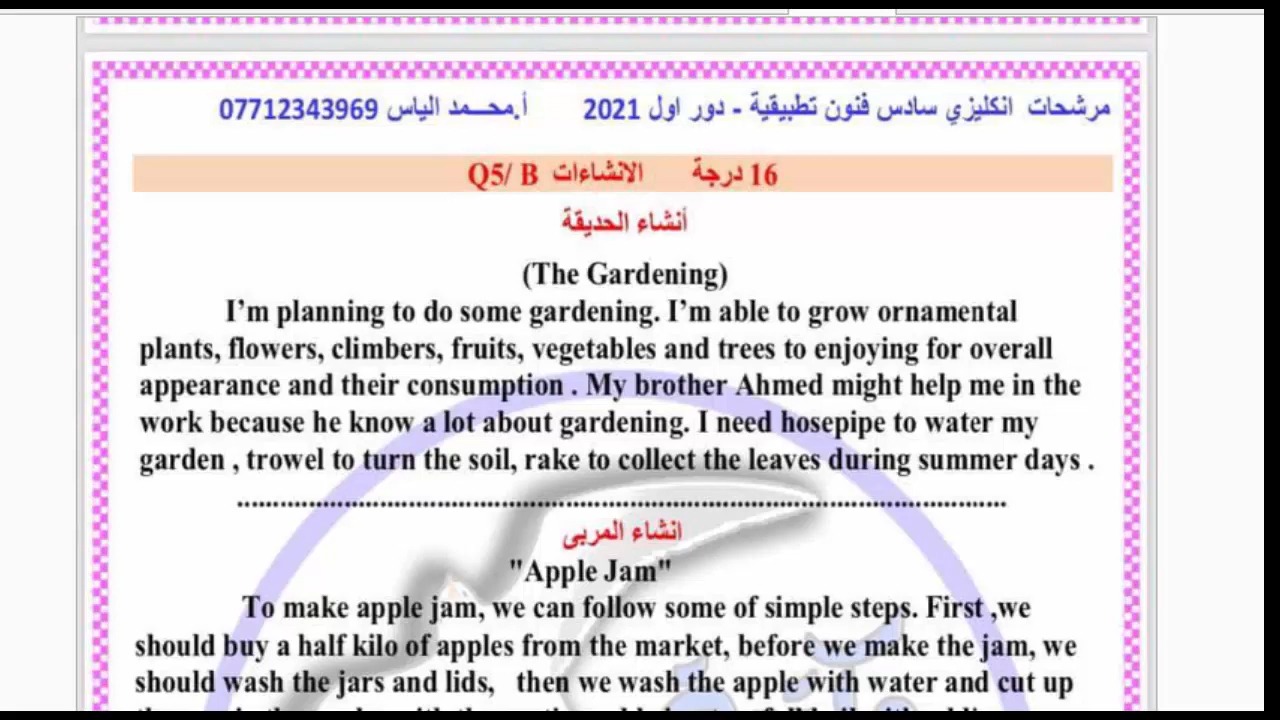 مرشحات انكليزي سادس فنون تطبيقية - دور اول 2021 أ.محـــمد الياس 07712343969
Q5/ B الانشاءات 16 درجة
أنشاء الحديقة
(The Gardening)
I'm planning to do some gardening. I'm able to grow ornamental
plants, flowers, climbers, fruits, vegetables and trees to enjoying for overall
appearance and their consumption . My brother Ahmed might help me in the
work because he know a lot about gardening. I need hosepipe to water my
garden , trowel to turn the soil, rake to collect the leaves during summer days .
انشاء المربى
"Apple Jam"
To make apple jam, we can follow some of simple steps. First ,we
should buy a half kilo of apples from the market, before we make the jam, we
should wash the jars and lids, then we wash the apple with water and cut up